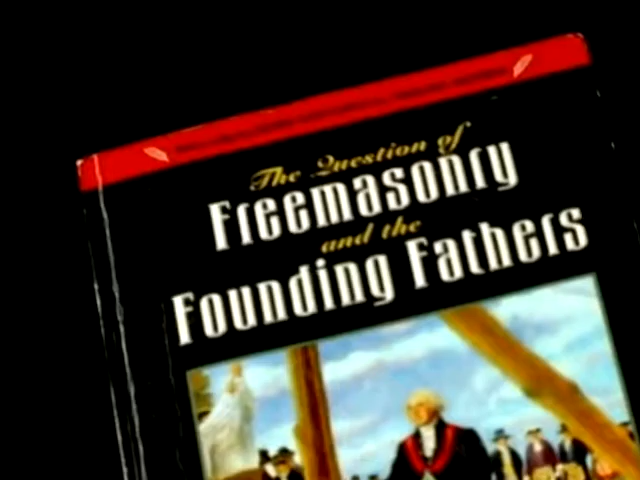 The Question of
Freemasonry
and the
Founding Fathers